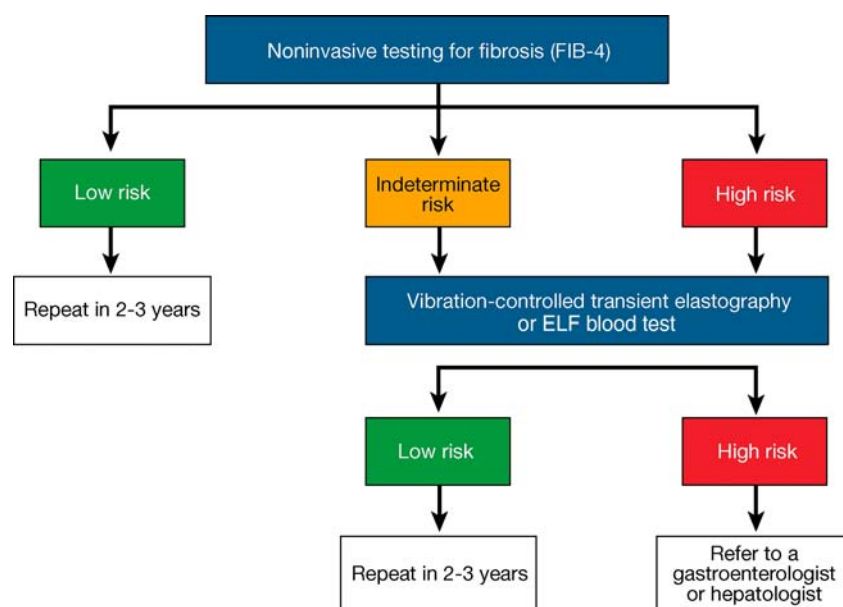 Noninvasive testing for fibrosis (FIB-4)
Low risk
Indeterminate
risk
High risk
Repeat in 2-3 years
Vibration-controlled transient elastography
or ELF blood test
Low risk
High risk
Repeat in 2-3 years
Refer to a
gastroenterologist
or hepatologist